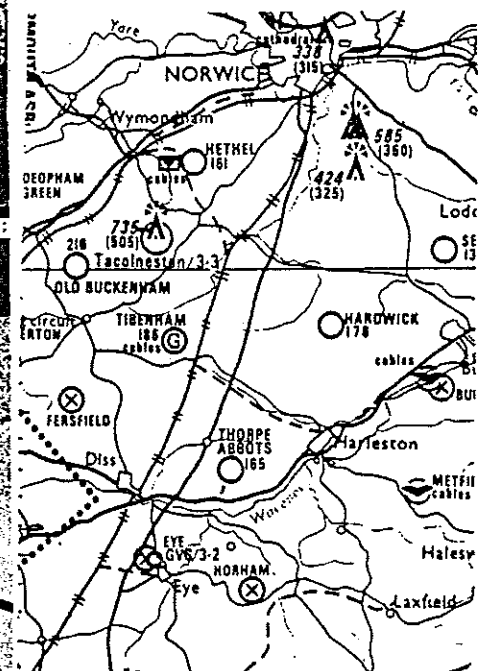 Yare
cathedral
338
(315)
NORWICH
Wymondham
585
(360)
HETHEL
161
cables
424
(325)
DEOPHAM
GREEN
735
(505)
216
Tacolneston/3-3
OLD BUCKENHAM
circuit
TIBENHAM
186
cables
G
HARDWICK
178
cables
FERSFIELD
THORPE
ABBOTS
165
Harleston
Diss
Waveney
METFI
cables
EYE
GVG/3-2
HORHAM
Eye
Halesw
Laxfield